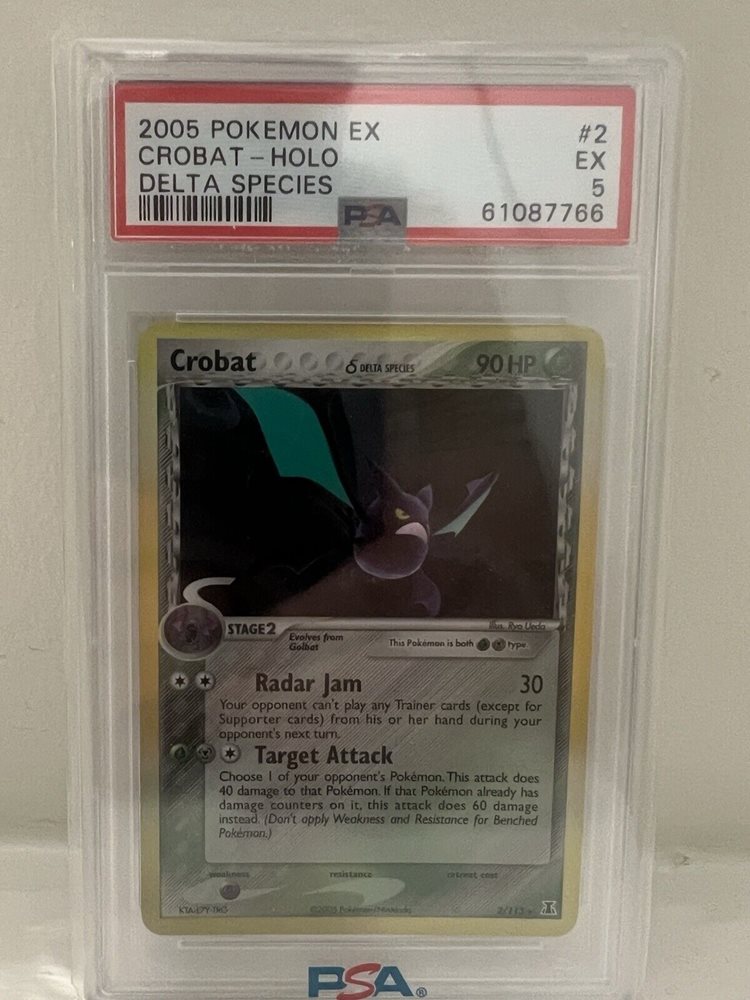 2005 POKEMON EX #2
CROBAT - HOLO EX
DELTA SPECIES 5
PSA 61087766
Crobat δ DELTA SPECIES 90 HP
Illus. Ryo Ueda
STAGE 2 Evolves from Golbat This Pokémon is both type.
Radar Jam 30
Your opponent can't play any Trainer cards (except for
Supporter cards) from his or her hand during your
opponent's next turn.
Target Attack
Choose 1 of your opponent's Pokémon. This attack does
40 damage to that Pokémon. If that Pokémon already has
damage counters on it, this attack does 60 damage
instead. (Don't apply Weakness and Resistance for Benched
Pokémon.)
weakness resistance retreat cost
©2005 Pokémon/Nintendo 2/113
PSA®